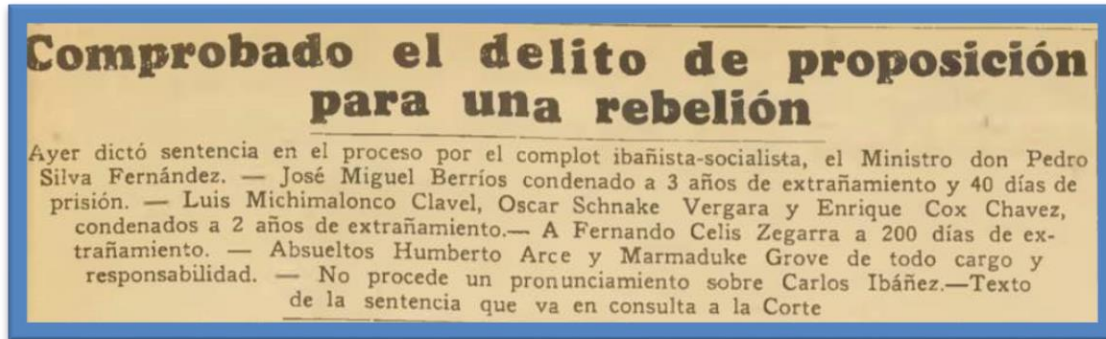 Comprobado el delito de proposición
para una rebelión
Ayer dictó sentencia en el proceso por el complot ibañista-socialista, el Ministro don Pedro
Silva Fernández. — José Miguel Berríos condenado a 3 años de extrañamiento y 40 días de
prisión. — Luis Michimalonco Clavel, Oscar Schnake Vergara y Enrique Cox Chavez,
condenados a 2 años de extrañamiento.— A Fernando Celis Zegarra a 200 días de ex-
trañamiento. — Absueltos Humberto Arce y Marmaduke Grove de todo cargo y
responsabilidad. — No procede un pronunciamiento sobre Carlos Ibáñez.—Texto
de la sentencia que va en consulta a la Corte